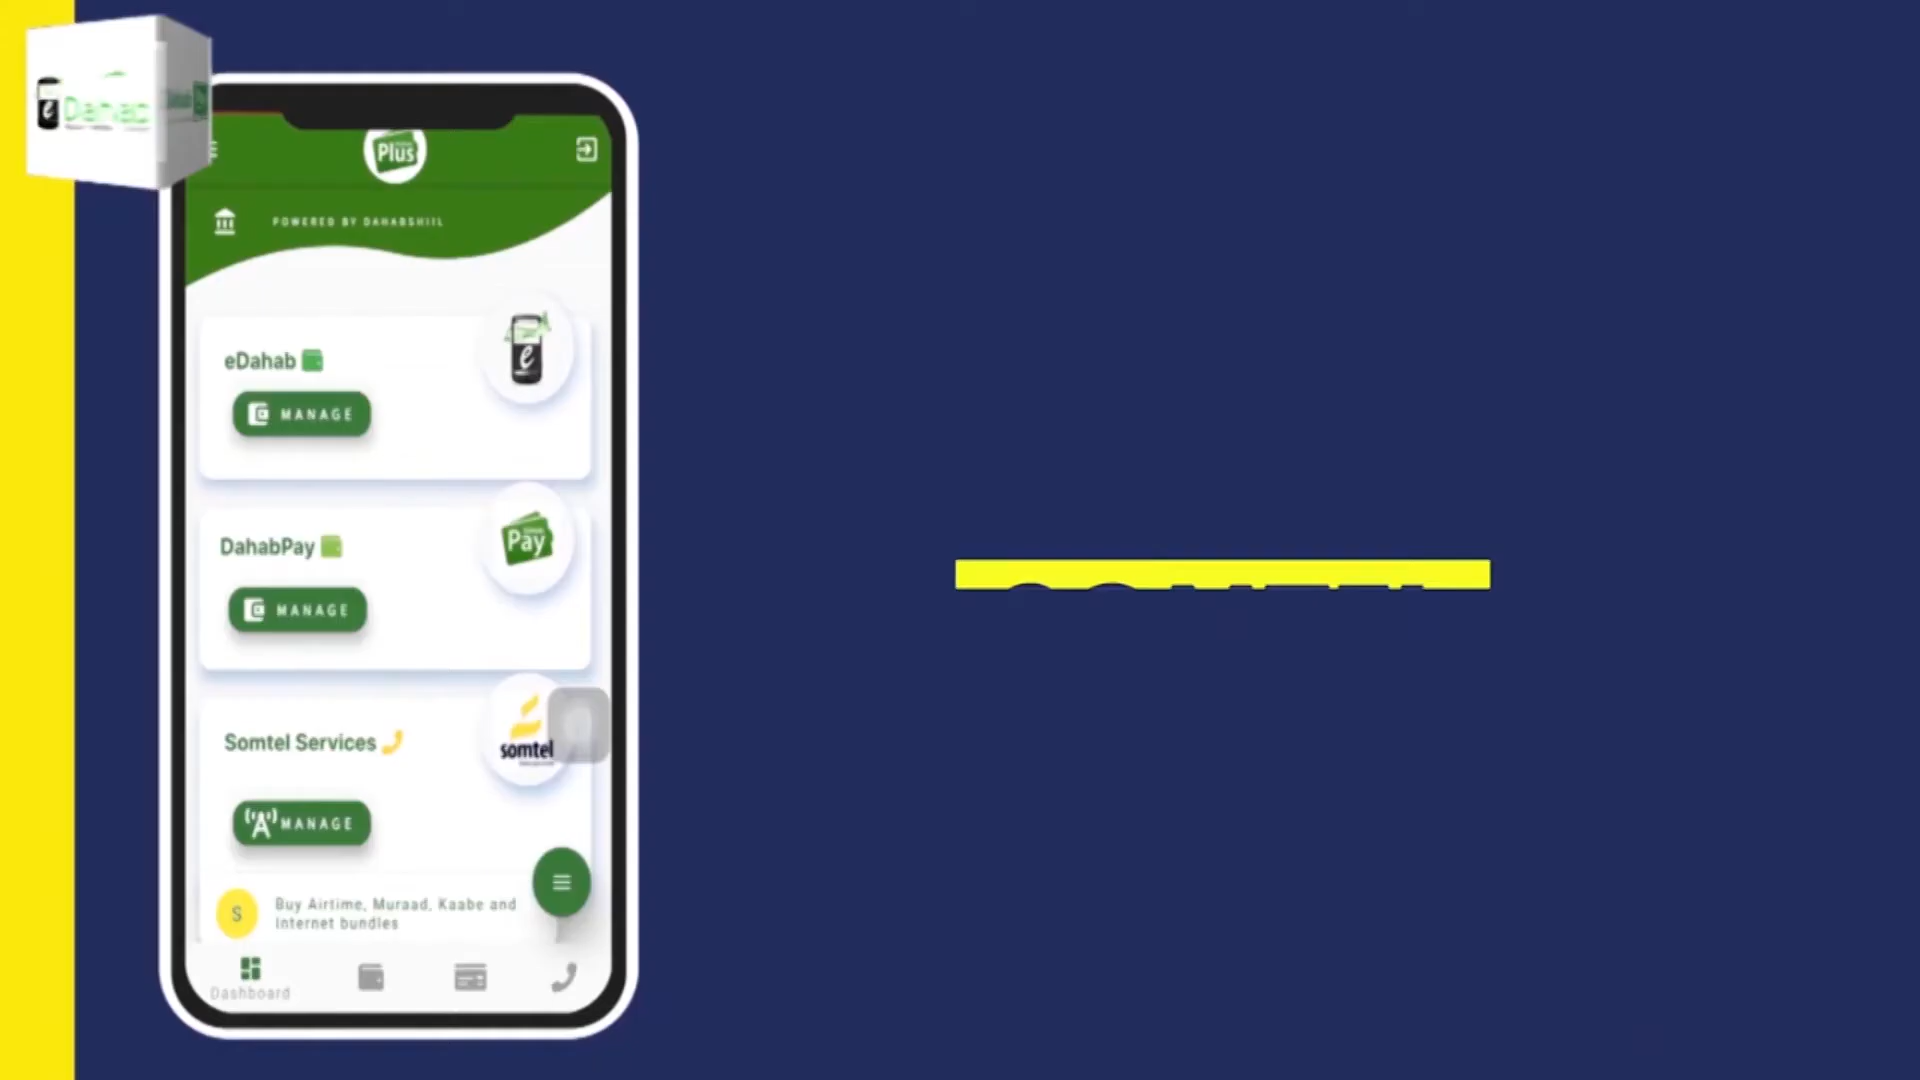 Plus
POWERED BY DAHABSHIIL
eDahab
e
MANAGE
DahabPay
Pay
MANAGE
Somtel Services
somtel
MANAGE
S
Buy Airtime, Muraad, Kaabe and
Internet bundles
Dashboard